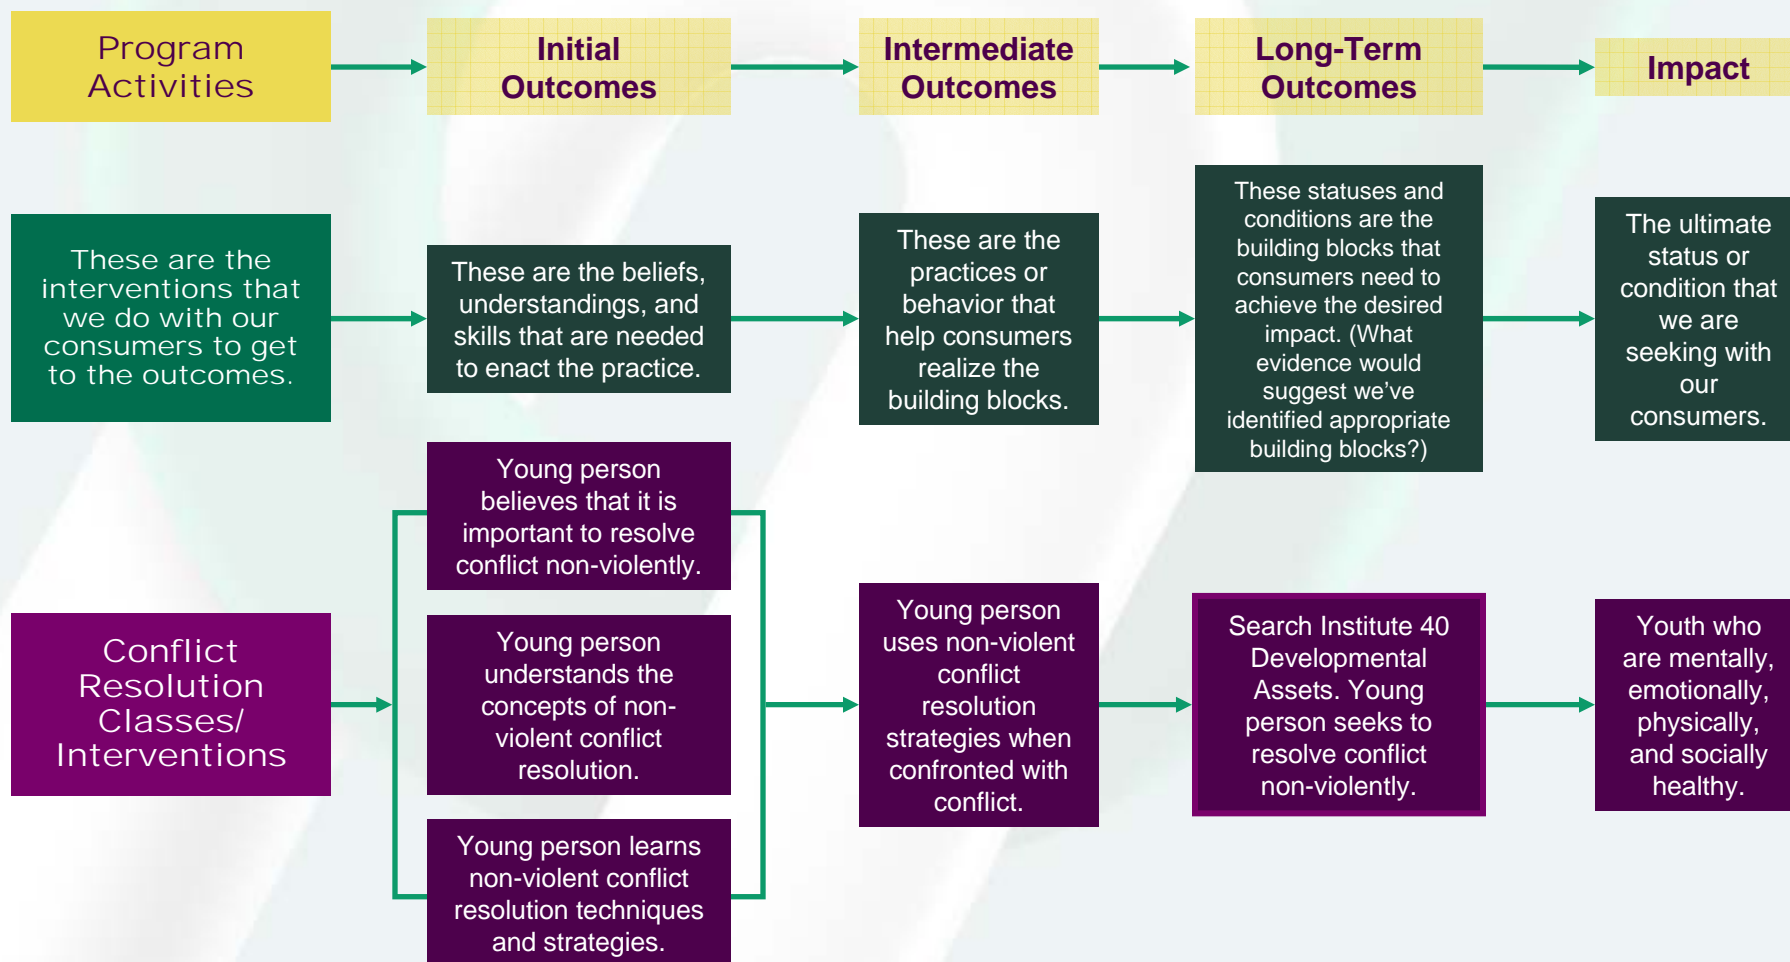 Program
Activities
Initial
Outcomes
Intermediate
Outcomes
Long-Term
Outcomes
Impact
These are the
interventions that
we do with our
consumers to get
to the outcomes.
These are the beliefs,
understandings, and
skills that are needed
to enact the practice.
These are the
practices or
behavior that
help consumers
realize the
building blocks.
These statuses and
conditions are the
building blocks that
consumers need to
achieve the desired
impact. (What
evidence would
suggest we’ve
identified appropriate
building blocks?)
The ultimate
status or
condition that
we are
seeking with
our
consumers.
Conflict
Resolution
Classes/
Interventions
Young person
believes that it is
important to resolve
conflict non-violently.
Young person
understands the
concepts of non-
violent conflict
resolution.
Young person learns
non-violent conflict
resolution techniques
and strategies.
Young person
uses non-violent
conflict
resolution
strategies when
confronted with
conflict.
Search Institute 40
Developmental
Assets. Young
person seeks to
resolve conflict
non-violently.
Youth who
are mentally,
emotionally,
physically,
and socially
healthy.